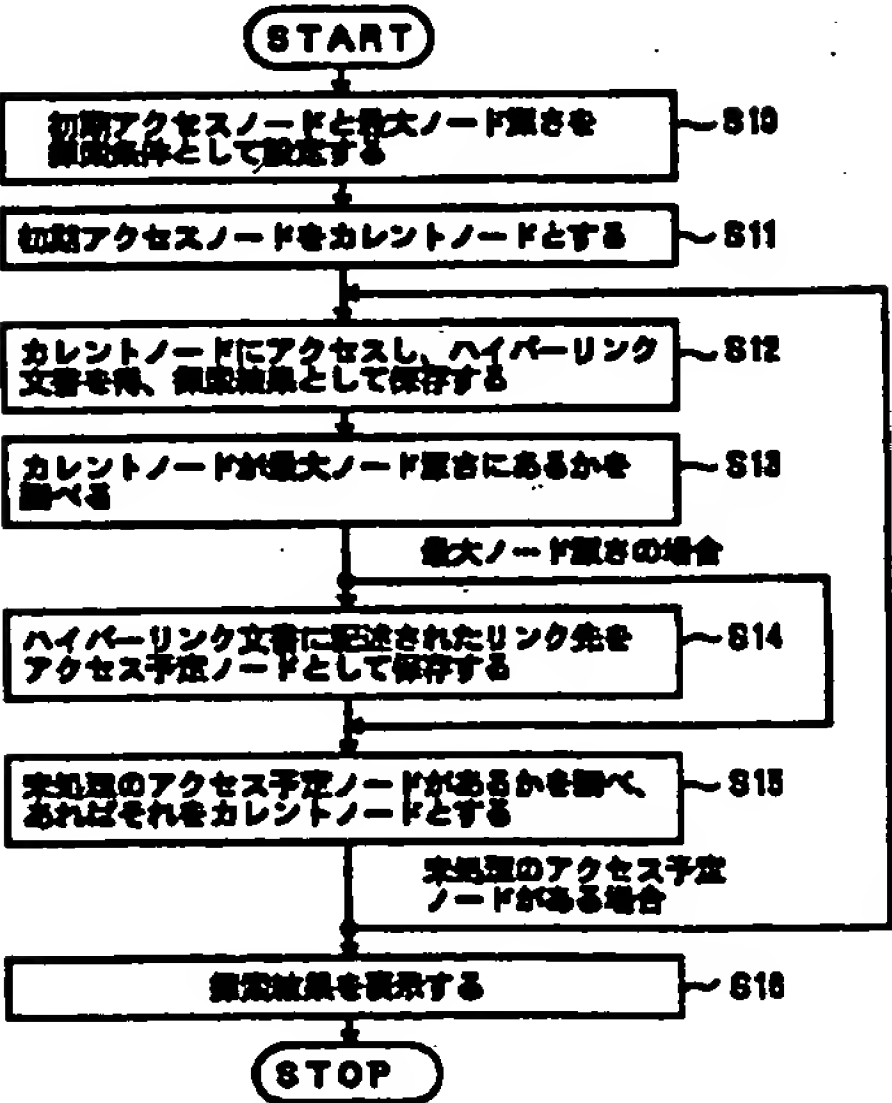 START
初期アクセスノードと最大ノード深さを
探索条件として設定する
S10
初期アクセスノードをカレントノードとする
S11
カレントノードにアクセスし、ハイパーリンク
文書を得、探索結果として保存する
S12
カレントノードが最大ノード深さにあるかを
調べる
S13
最大ノード深さの場合
ハイパーリンク文書に記述されたリンク先を
アクセス予定ノードとして保存する
S14
未処理のアクセス予定ノードがあるかを調べ、
あればそれをカレントノードとする
S15
未処理のアクセス予定
ノードがある場合
探索結果を表示する
S16
STOP